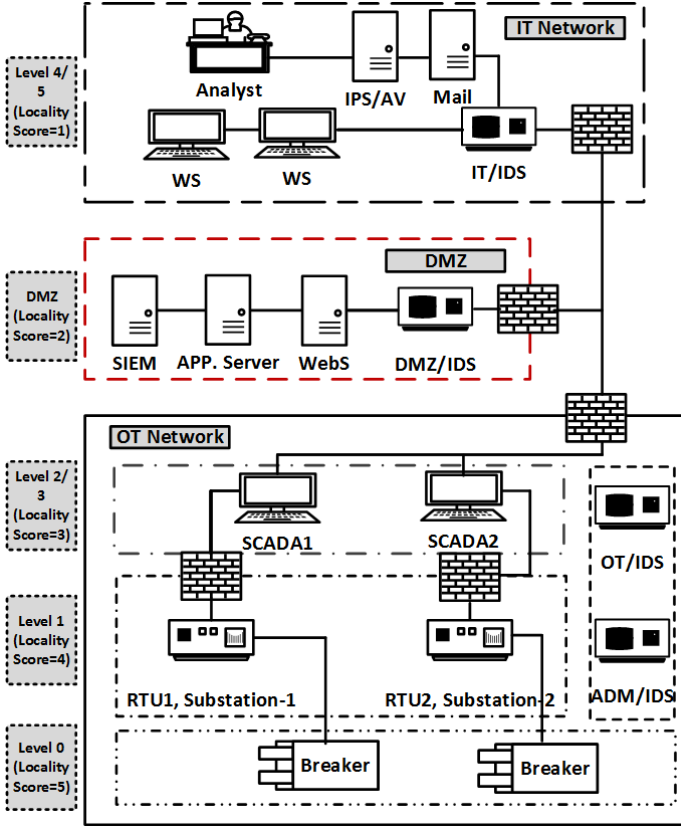 IT Network
Level 4/
5
(Locality
Score=1)
Analyst
IPS/AV
Mail
WS
WS
IT/IDS
DMZ
DMZ
(Locality
Score=2)
SIEM
APP. Server
WebS
DMZ/IDS
OT Network
Level 2/
3
(Locality
Score=3)
SCADA1
SCADA2
OT/IDS
Level 1
(Locality
Score=4)
RTU1, Substation-1
RTU2, Substation-2
ADM/IDS
Level 0
(Locality
Score=5)
Breaker
Breaker